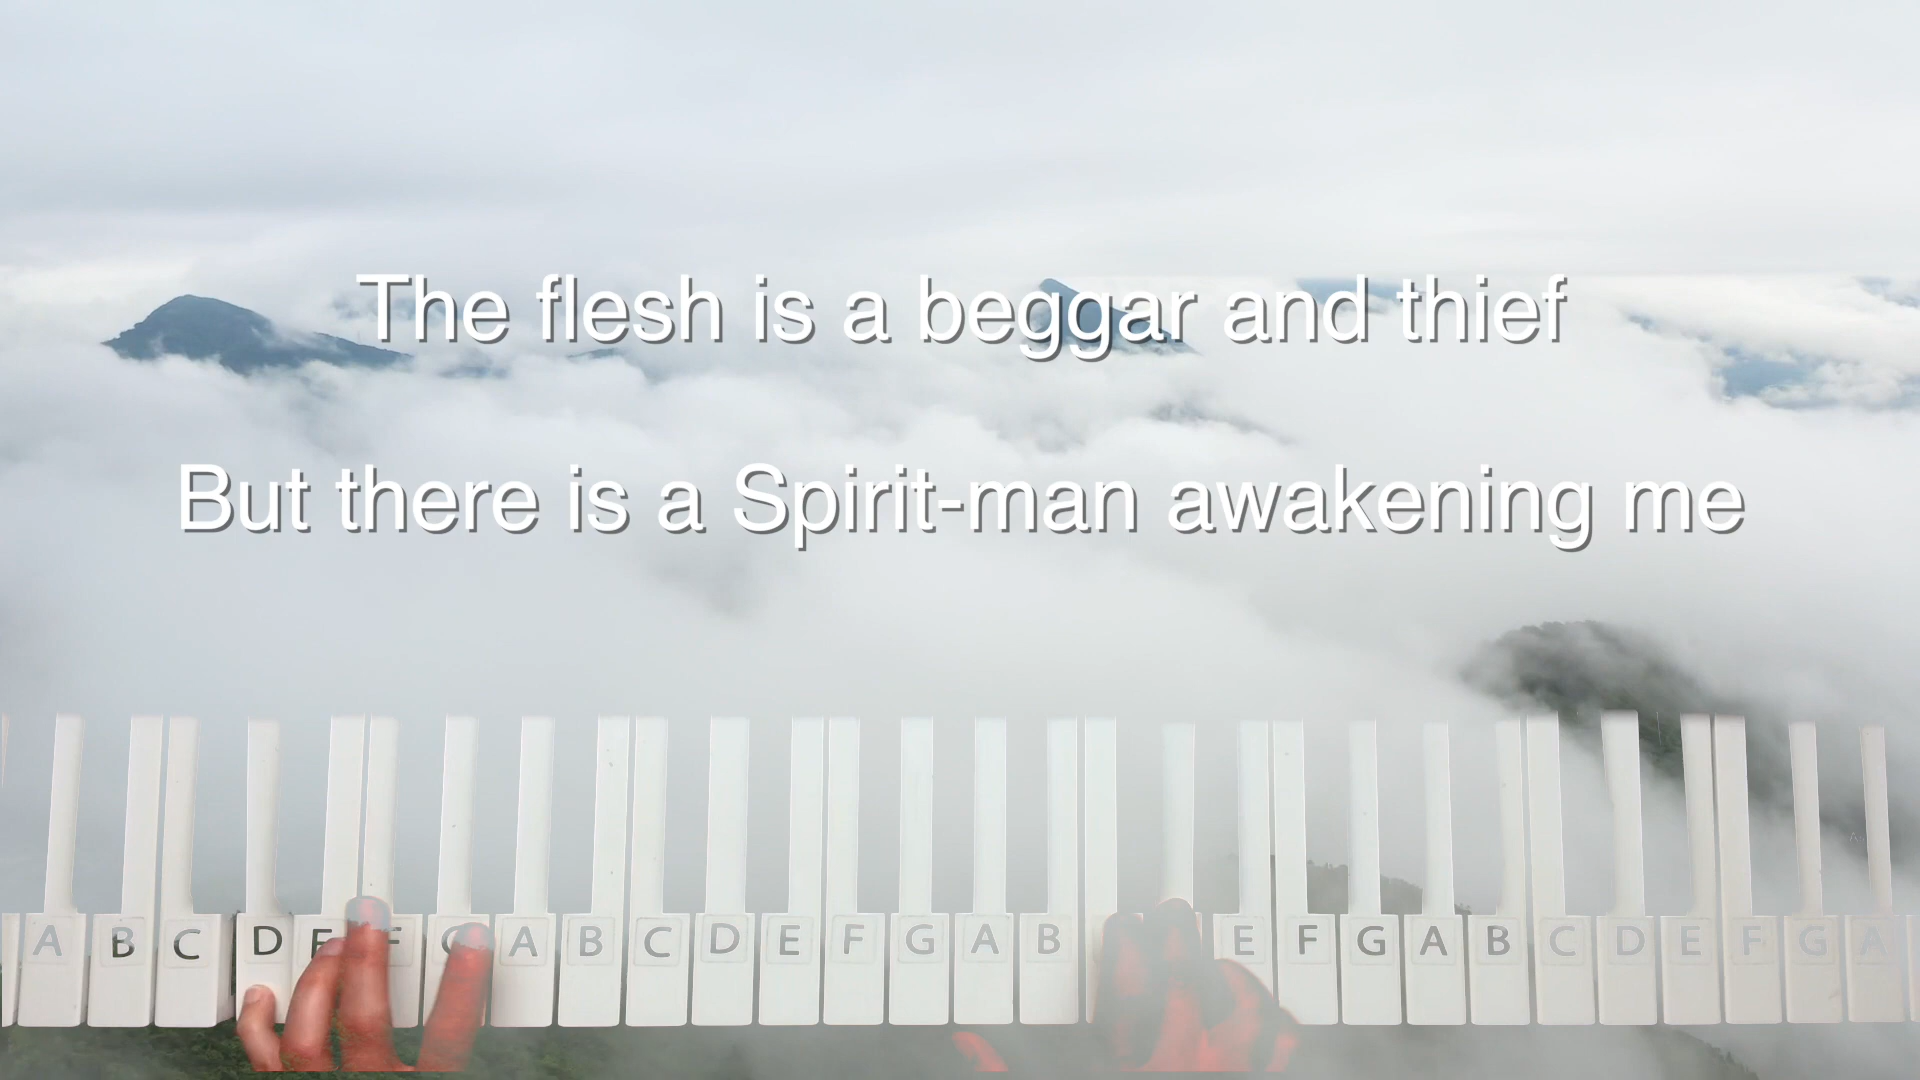 The flesh is a beggar and thief
But there is a Spirit-man awakening me
A B C D E F G A B C D E F G A B E F G A B C D E F G A